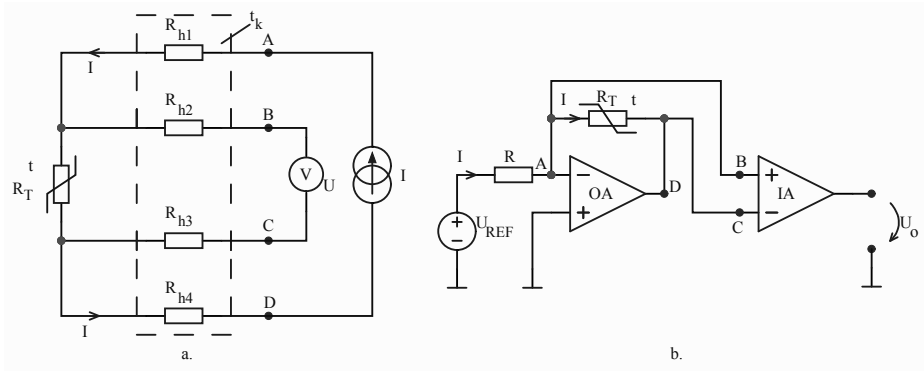 R h1
t k
A
I
R h2
B
t
R T
V
U
I
R h3
C
R h4
D
I
a.
I
R T
t
I
R
A
B
OA
D
IA
C
U REF
U o
b.